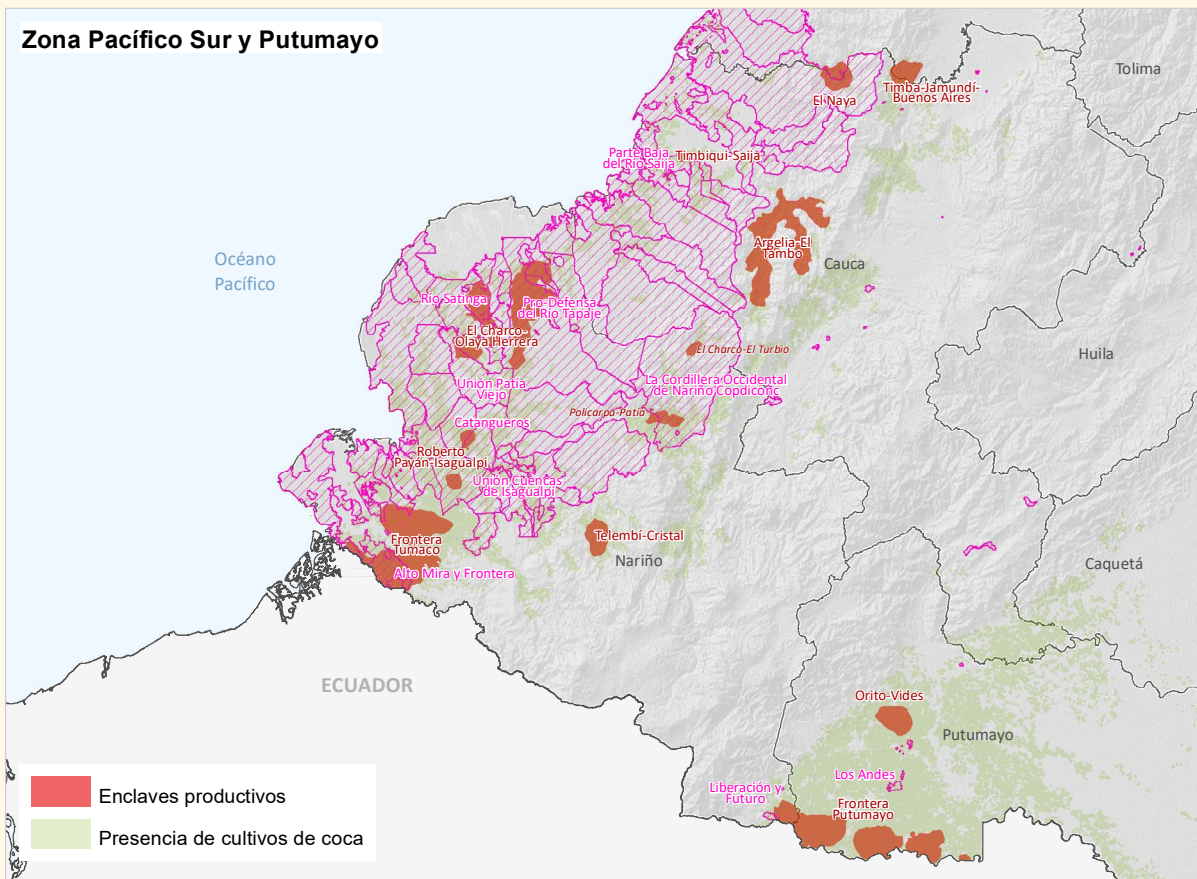 Zona Pacífico Sur y Putumayo
Tolima
El Naya
Timba-Jamundí-
Buenos Aires
Parte Baja
del Río Saija
Timbiquí-Saija
Argelia-El
Tambo
Cauca
Océano
Pacífico
Río Satinga
Pro-Defensa
del Río Tapaje
El Charco-
Olaya Herrera
El Charco-El Turbio
Huila
Unión Patía
Viejo
La Cordillera Occidental
de Nariño Copdiconc
Policarpa-Patía
Catangueros
Roberto
Payán-Isagualpi
Unión Cuencas
de Isagualpi
Frontera
Tumaco
Telembí-Cristal
Nariño
Alto Mira y Frontera
Caquetá
ECUADOR
Orito-Vides
Putumayo
Los Andes
Liberación y
Futuro
Frontera
Putumayo
Enclaves productivos
Presencia de cultivos de coca